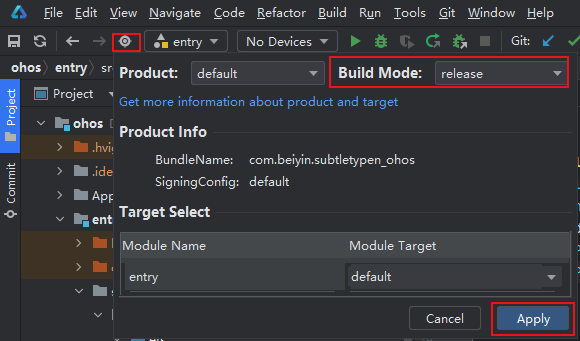 File Edit View Navigate Code Refactor Build Run Tools Git Window Help
entry No Devices Git:
ohos entry sr
Product: default Build Mode: release
Project
Get more information about product and target
ohos
Product Info
.hvig
BundleName: com.beiyin.subtletypen_ohos
.ide
SigningConfig: default
App
Target Select
ent
Module Name Module Target
entry default
s
Cancel Apply
Project
Commit